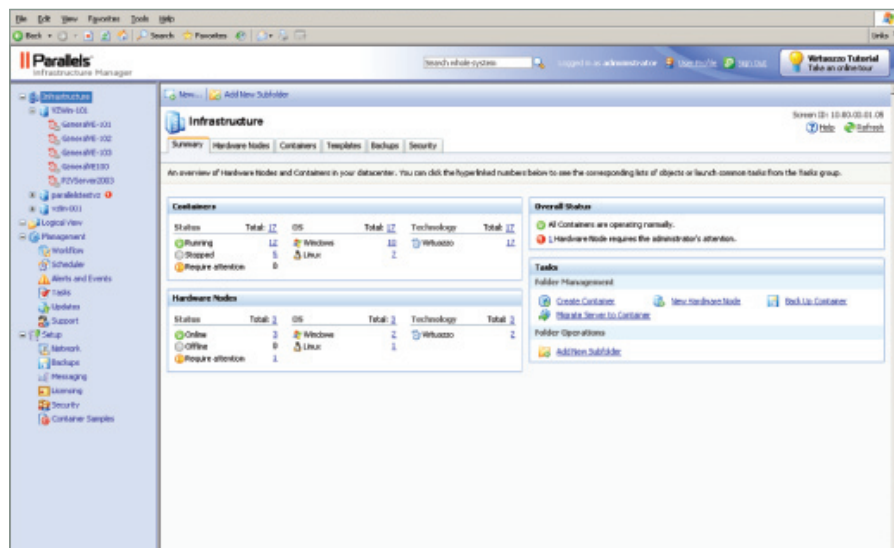 File Edit View Favorites Tools Help
Back Search Favorites Links
Parallels
Infrastructure Manager
Search whole system
Logged in as administrator User Profile Sign Out
Virtuozzo Tutorial
Take an online tour
New... Add New Subfolder
Infrastructure
Screen ID: 10.80.00.01.06
Help Refresh
Summary Hardware Nodes Containers Templates Backups Security
An overview of Hardware Nodes and Containers in your datacenter. You can click the hyperlinked numbers below to see the corresponding lists of objects or launch common tasks from the Tasks group.
Infrastructure
VZWin-101
GeneralVE-101
GeneralVE-102
GeneralVE-103
GeneralVE100
P2VServer2003
paralleldestvz
vzlin-001
Logical View
Management
Workflow
Scheduler
Alerts and Events
Tasks
Updates
Support
Setup
Network
Backups
Messaging
Licensing
Security
Container Samples
Containers
Status Total: 17 OS Total: 17 Technology Total: 17
Running 12 Windows 10 Virtuozzo 17
Stopped 5 Linux 7
Require attention 0
Hardware Nodes
Status Total: 3 OS Total: 3 Technology Total: 3
Online 3 Windows 2 Virtuozzo
Offline 0 Linux 1
Require attention 1
Overall Status
All Containers are operating normally.
1 Hardware Node requires the administrator's attention.
Tasks
Folder Management
Create Container New Hardware Node Back Up Container
Migrate Server to Container
Folder Operations
Add New Subfolder